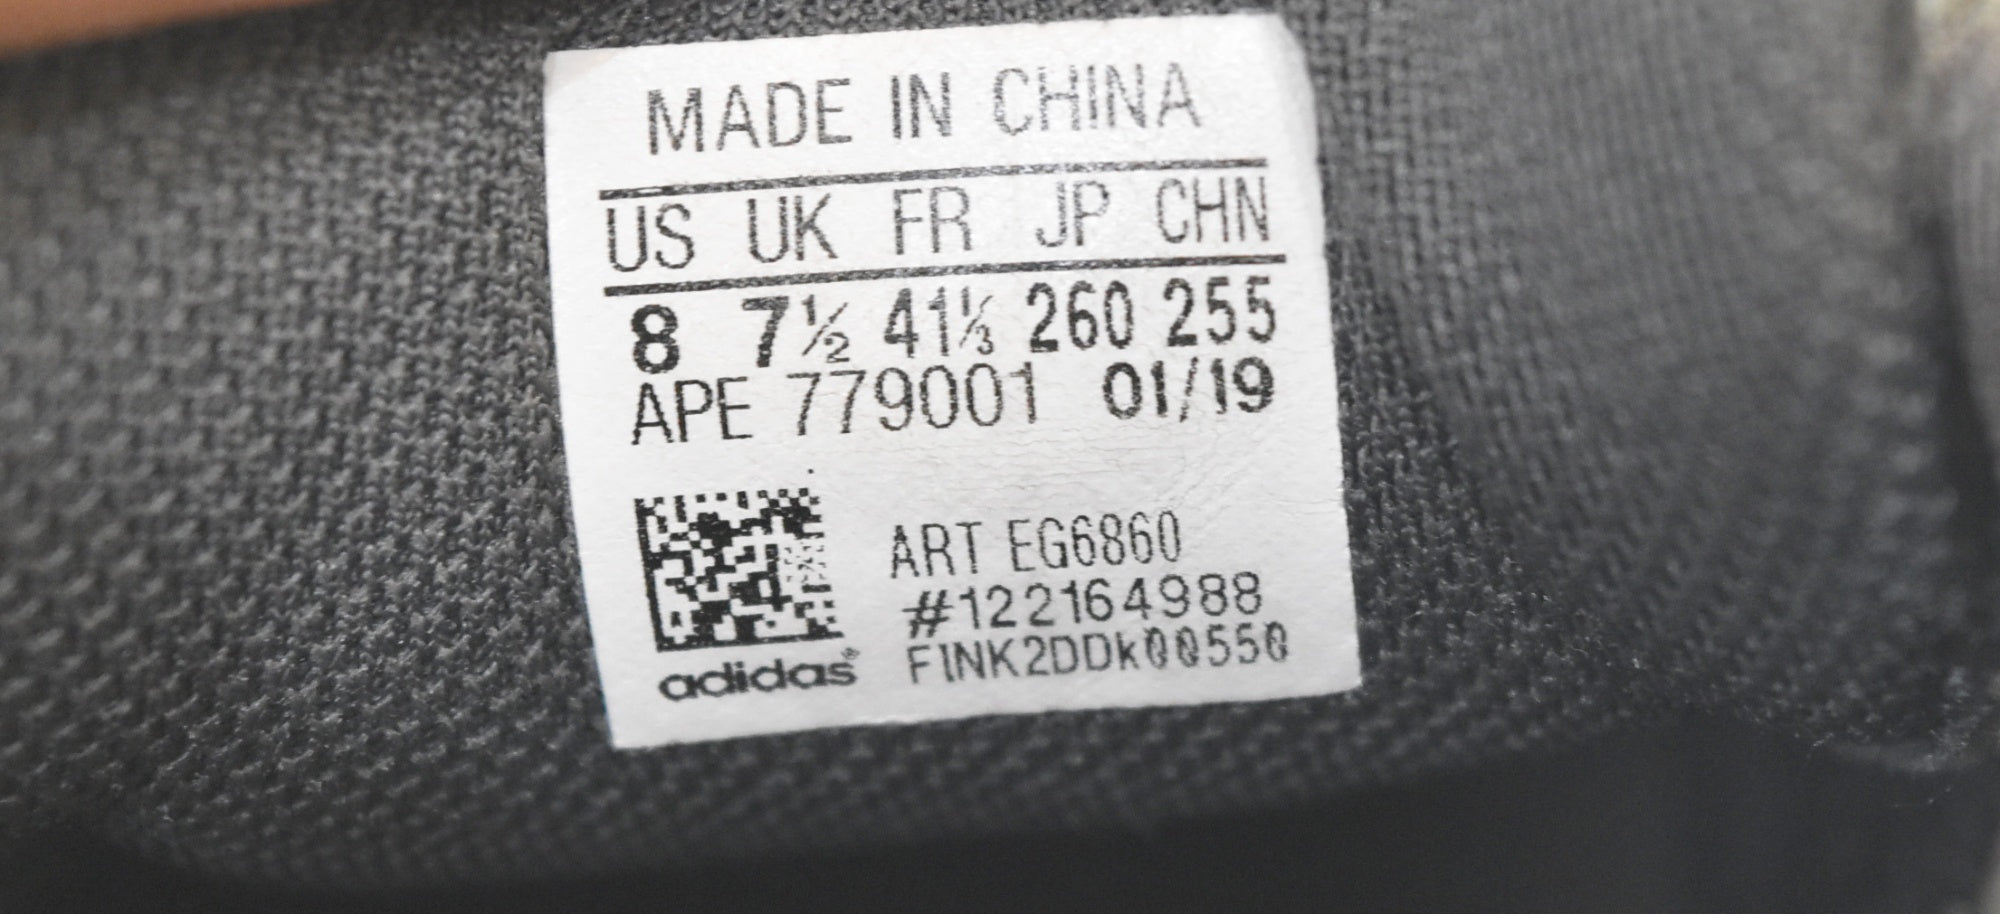 MADE IN CHINA
US UK FR JP CHN
8 7½ 41⅓ 260 255
APE 779001 01/19
ART EG6860
#122164988
FINK2DDk00550
adidas®